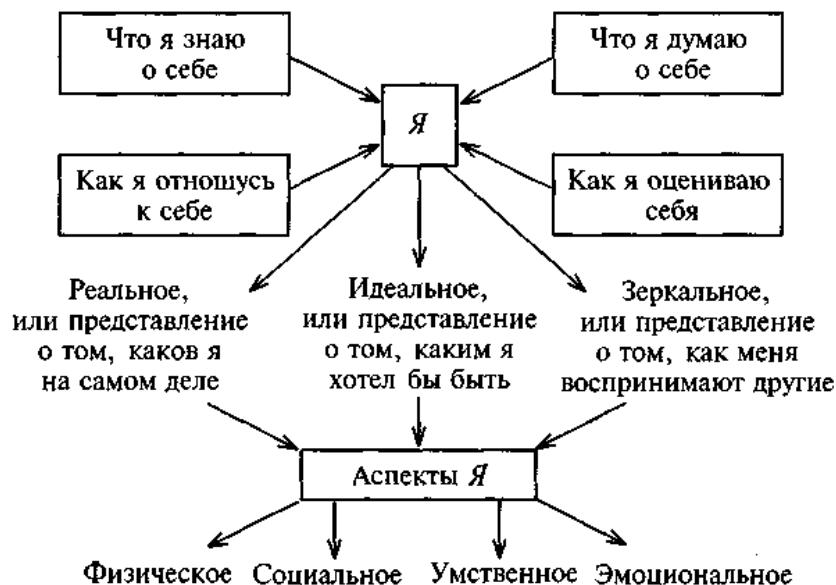 Что я знаю
о себе
Что я думаю
о себе
Я
Как я отношусь
к себе
Как я оцениваю
себя
Реальное,
или представление
о том, каков я
на самом деле
Идеальное,
или представление
о том, каким я
хотел бы быть
Зеркальное,
или представление
о том, как меня
воспринимают другие
Аспекты Я
Физическое Социальное Умственное Эмоциональное